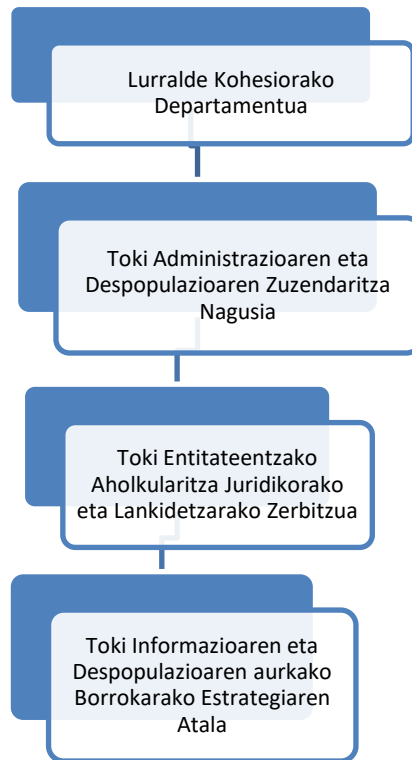 Lurralde Kohesiorako
Departamentua
Toki Administrazioaren eta
Despopulazioaren Zuzendaritza
Nagusia
Toki Entitateentzako
Aholkularitza Juridikorako
eta Lankidetzarako Zerbitzua
Toki Informazioaren eta
Despopulazioaren aurkako
Borrokarako Estrategiaren
Atala